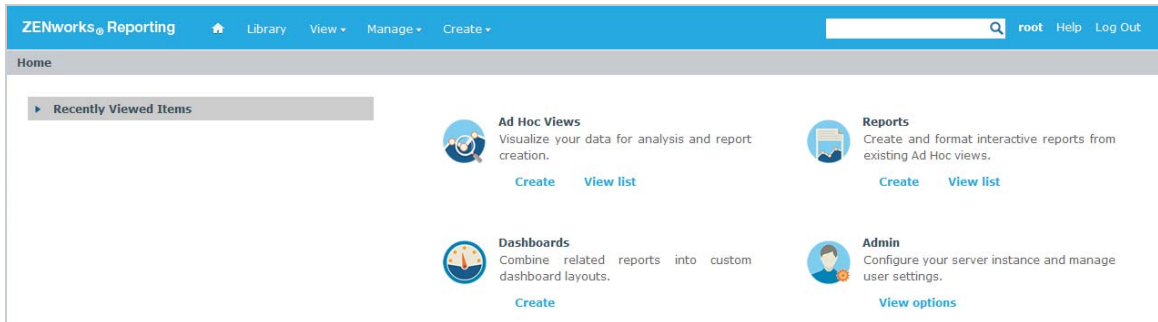 ZENworks® Reporting Library View Manage Create root Help Log Out
Home
Recently Viewed Items
Ad Hoc Views
Visualize your data for analysis and report
creation.
Create View list
Reports
Create and format interactive reports from
existing Ad Hoc views.
Create View list
Dashboards
Combine related reports into custom
dashboard layouts.
Create
Admin
Configure your server instance and manage
user settings.
View options